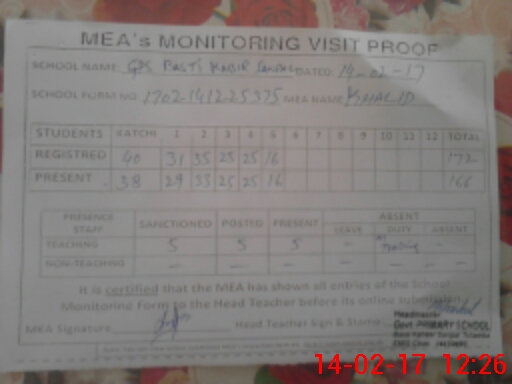 MEA's MONITORING VISIT PROOF
SCHOOL NAME: GPS Basti Kabir DATED: 14-02-17
SCHOOL FORM NO: 1702141225375 MEA NAME KHALID
STUDENTS KATCHI 1 2 3 4 5 6 7 8 9 10 11 12 TOTAL
REGISTRED 40 31 35 25 25 16 172
PRESENT 38 29 33 25 25 16 166
PRESENCE STAFF SANCTIONED POSTED PRESENT ABSENT
LEAVE DUTY ABSENT
TEACHING 5 5 5 —
NON-TEACHING — — — — — —
It is certified that the MEA has shown all entries of the School
Monitoring Form to the Head Teacher before its online submission.
MEA Signature Head Teacher Sign & Stamp
Headmaster
Govt. PRIMARY SCHOOL
14-02-17 12:26